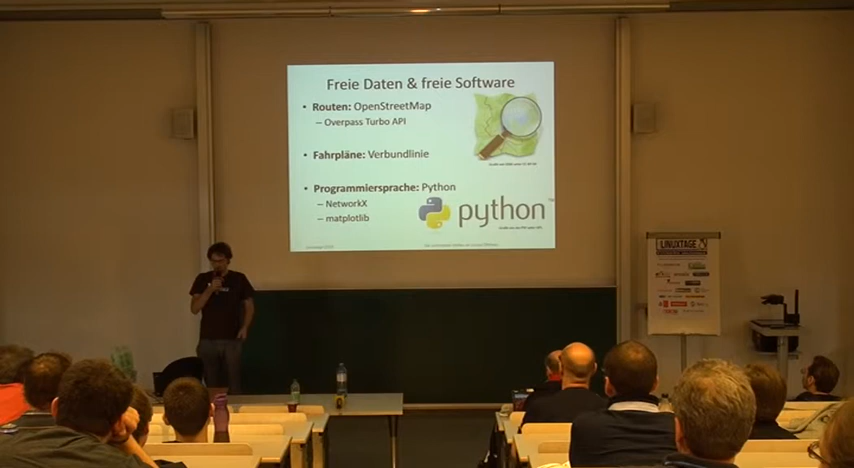 Freie Daten & freie Software
• Routen: OpenStreetMap
– Overpass Turbo API
• Fahrpläne: Verbundlinie
• Programmiersprache: Python
– NetworkX
– matplotlib
python
LINUXTAGE